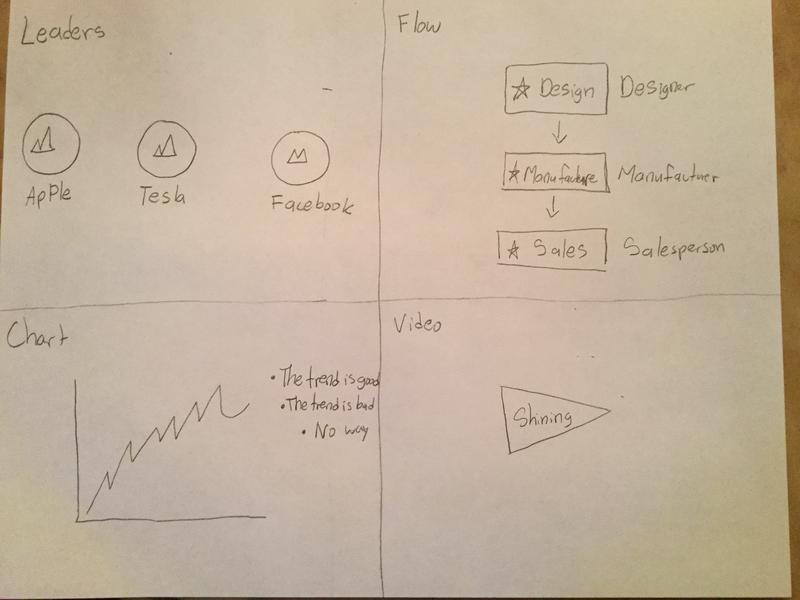 Leaders
Apple
Tesla
Facebook
Flow
Design Designer
Manufacture Manufacturer
Sales Salesperson
Chart
• The trend is good
• The trend is bad
• No way
Video
Shining